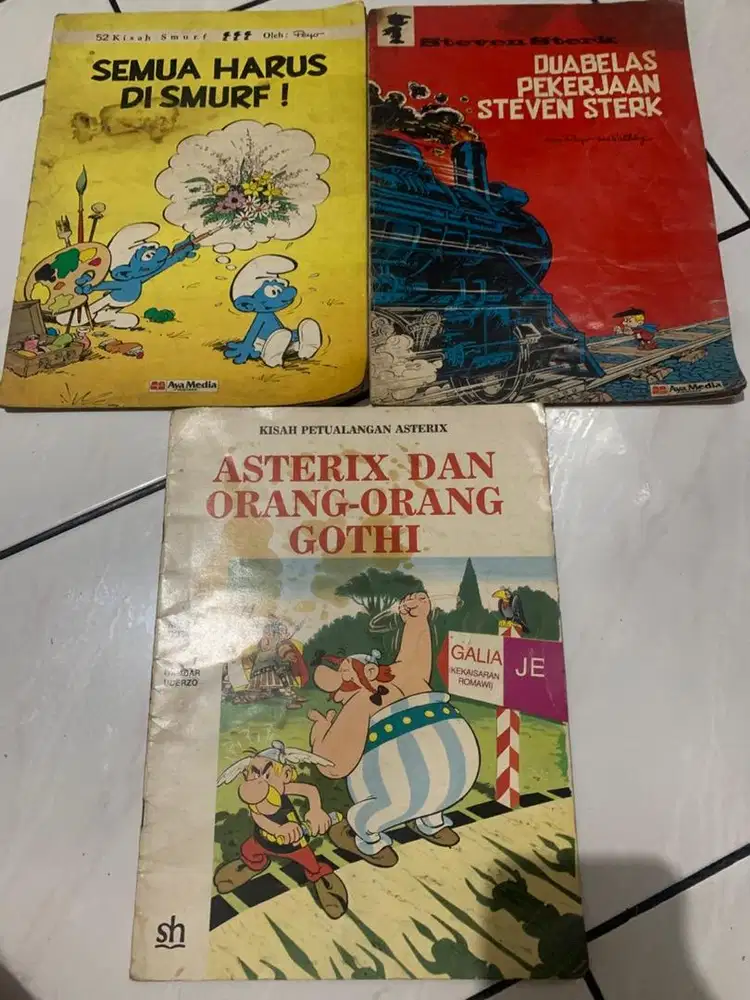 52 Kisah Smurf Oleh: Peyo
SEMUA HARUS
DI SMURF !
Aya Media
Steven Sterk
DUABELAS
PEKERJAAN
STEVEN STERK
Aya Media
KISAH PETUALANGAN ASTERIX
ASTERIX DAN
ORANG-ORANG
GOTHI
UDERZO
GALIA
(KEKAISARAN
ROMAWI)
JE
sh